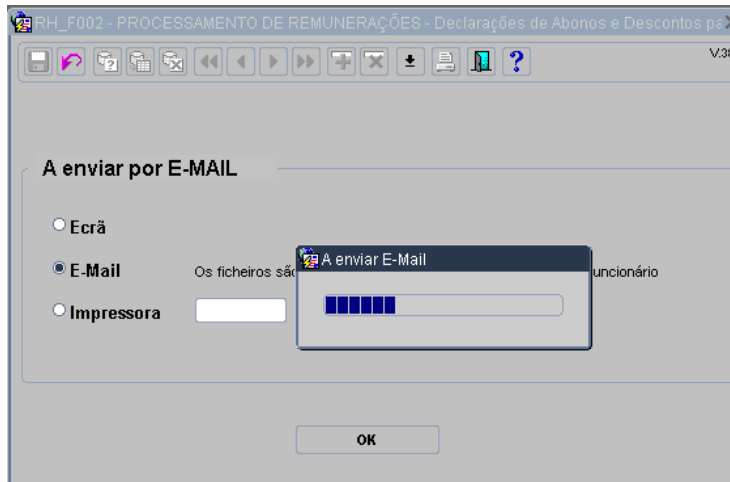 RH_F002 - PROCESSAMENTO DE REMUNERAÇÕES - Declarações de Abonos e Descontos pa
V.38
A enviar por E-MAIL
Ecrã
A enviar E-Mail
E-Mail
Os ficheiros são
uncionário
Impressora
OK